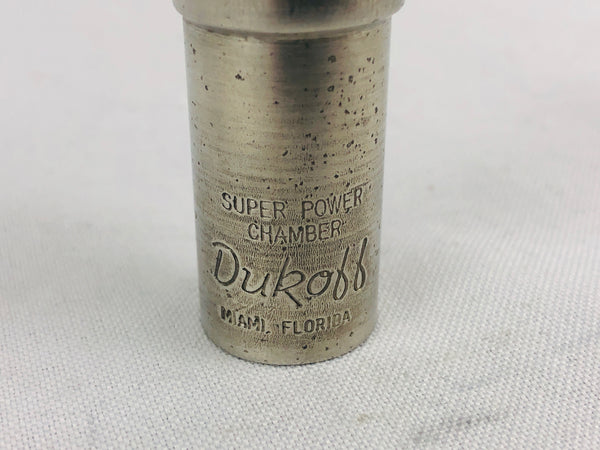 SUPER POWER
CHAMBER
Dukoff
MIAMI, FLORIDA